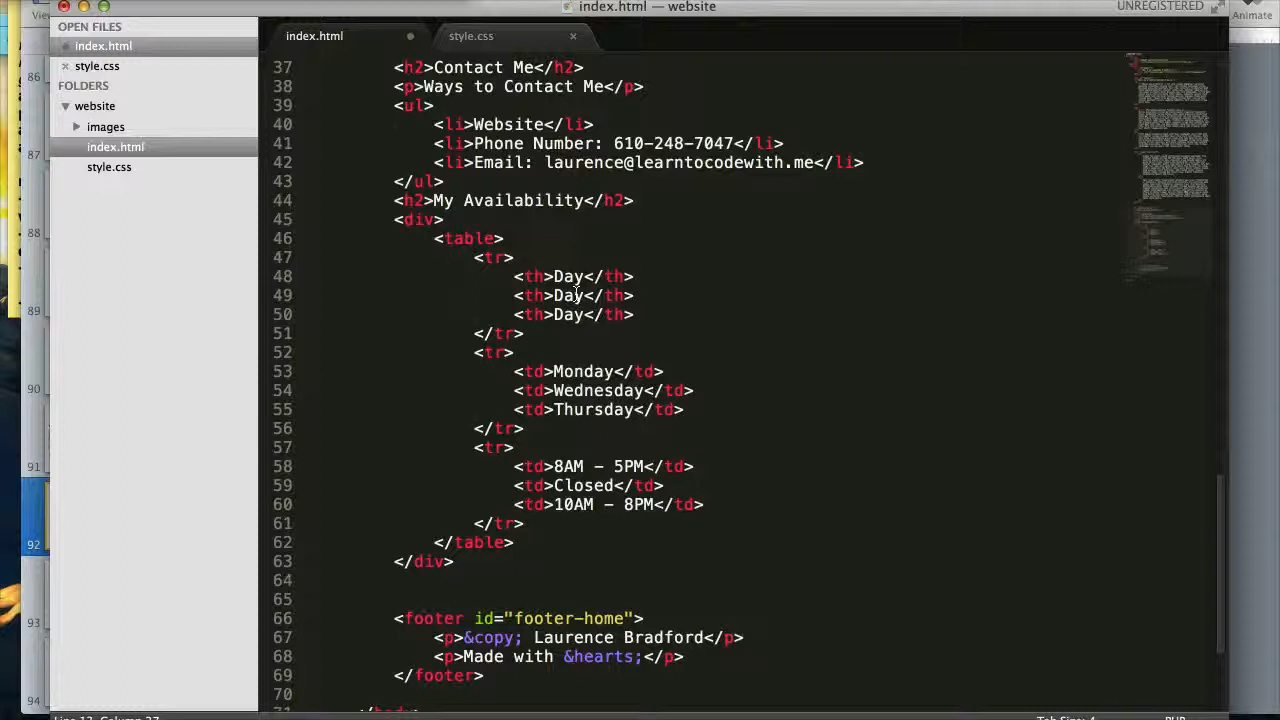 index.html — website
UNREGISTERED
Animate
OPEN FILES
index.html
style.css
FOLDERS
website
images
index.html
style.css
index.html
style.css
86
87
88
89
90
91
92
93
94
37 <h2>Contact Me</h2>
38 <p>Ways to Contact Me</p>
39 <ul>
40 <li>Website</li>
41 <li>Phone Number: 610-248-7047</li>
42 <li>Email: laurence@learntocodewith.me</li>
43 </ul>
44 <h2>My Availability</h2>
45 <div>
46 <table>
47 <tr>
48 <th>Day</th>
49 <th>Day</th>
50 <th>Day</th>
51 </tr>
52 <tr>
53 <td>Monday</td>
54 <td>Wednesday</td>
55 <td>Thursday</td>
56 </tr>
57 <tr>
58 <td>8AM - 5PM</td>
59 <td>Closed</td>
60 <td>10AM - 8PM</td>
61 </tr>
62 </table>
63 </div>
64
65
66 <footer id="footer-home">
67 <p>&copy; Laurence Bradford</p>
68 <p>Made with &hearts;</p>
69 </footer>
70